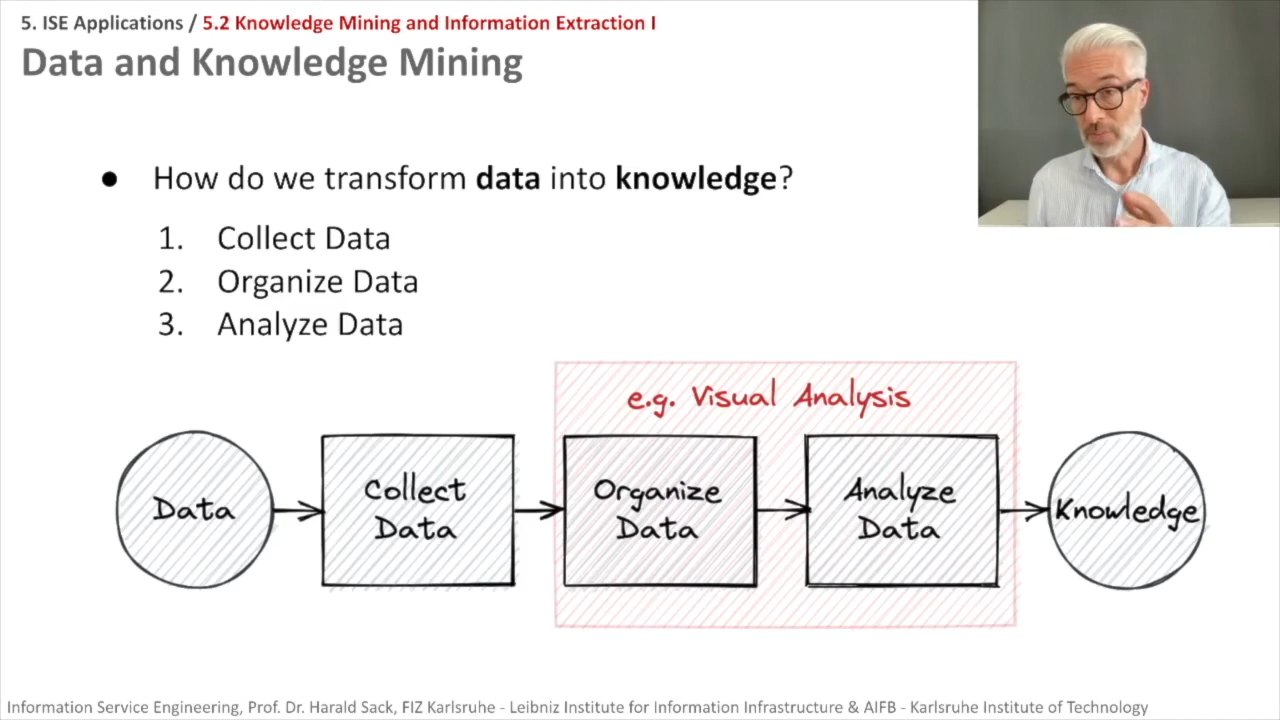 5. ISE Applications / 5.2 Knowledge Mining and Information Extraction I
Data and Knowledge Mining
● How do we transform data into knowledge?
1. Collect Data
2. Organize Data
3. Analyze Data
e.g. Visual Analysis
Data
Collect
Data
Organize
Data
Analyze
Data
Knowledge
Information Service Engineering, Prof. Dr. Harald Sack, FIZ Karlsruhe - Leibniz Institute for Information Infrastructure & AIFB - Karlsruhe Institute of Technology